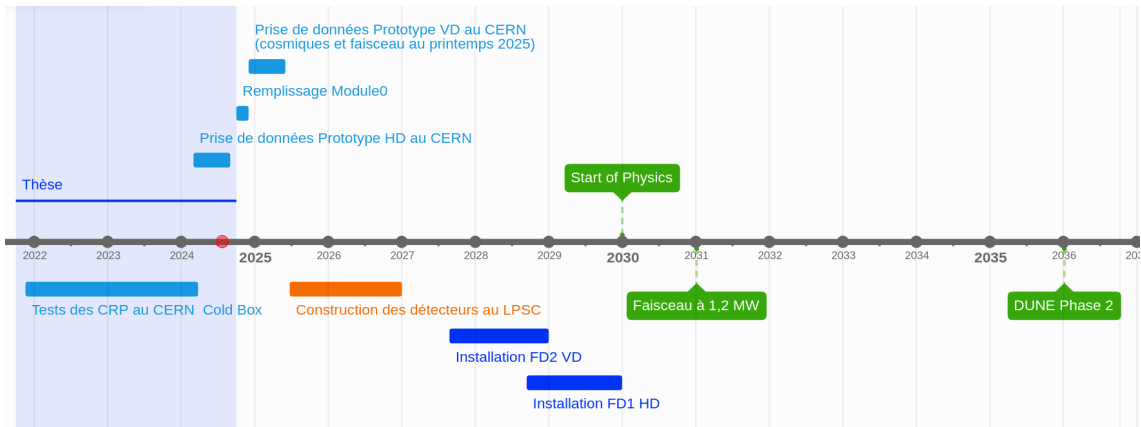 Prise de données Prototype VD au CERN
(cosmiques et faisceau au printemps 2025)
Remplissage Module0
Prise de données Prototype HD au CERN
Thèse
Start of Physics
2022 2023 2024 2025 2026 2027 2028 2029 2030 2031 2032 2033 2034 2035 2036
Tests des CRP au CERN Cold Box
Construction des détecteurs au LPSC
Faisceau à 1,2 MW
DUNE Phase 2
Installation FD2 VD
Installation FD1 HD